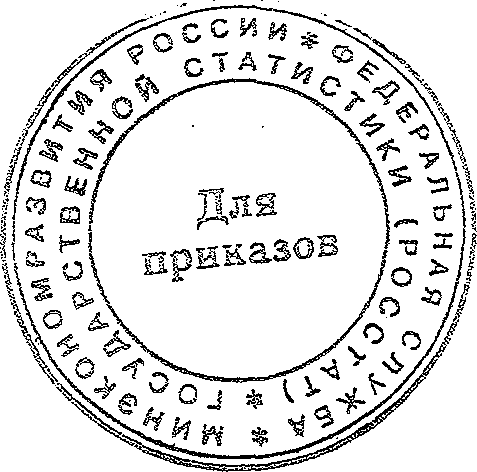 МИНЭКОНОМРАЗВИТИЯ РОССИИ * ФЕДЕРАЛЬНАЯ СЛУЖБА *
ГОСУДАРСТВЕННОЙ СТАТИСТИКИ (РОССТАТ) *
Для
приказов